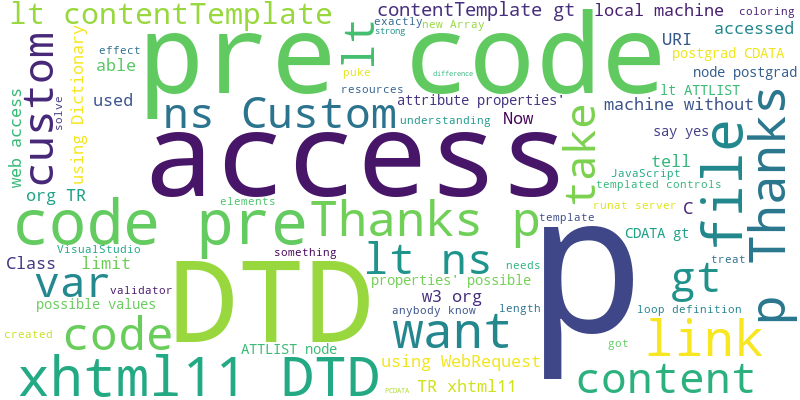 lt contentTemplate
exactly
new Array
contentTemplate gt
local machine
coloring
strong
effect
able
custom
solve
using Dictionary
web access
used
pre code
lt
puke
resources
difference
URI
accessed
postgrad CDATA
node postgrad
lt ATTLIST
machine without
attribute properties'
ns Custom
understanding
Now
say yes
access
take
tell
JavaScript
templated controls
file
Thanks
org TR
elements
runat server
C
code pre
Thanks p
template
p
CDATA gt
p
VisualStudio
Class
limit
something
lt ns
needs
treat
var
validator
DTD
properties' possible
gt
possible values
w3 org
anybody know
length
loop definition
created
code
want
got
link
ATTLIST node
using WebRequest
xhtml11 DTD
PCDATA
TR xhtml11
content